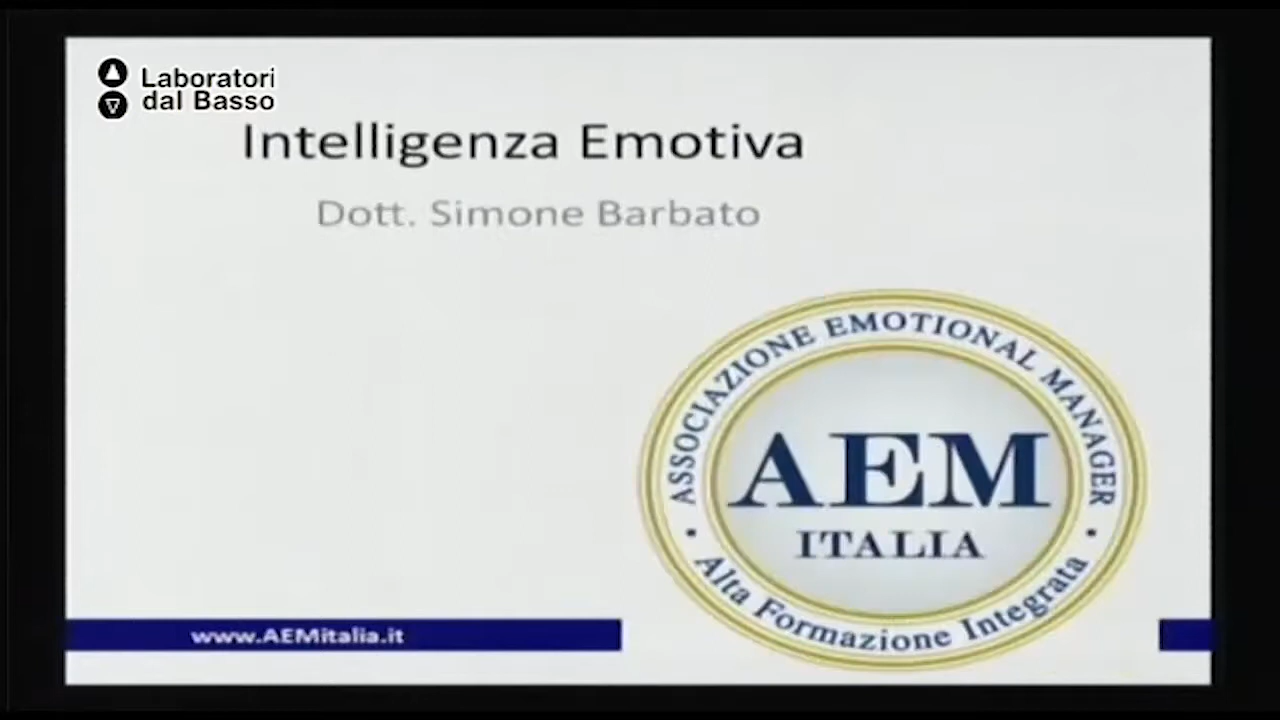 Laboratori
dal Basso
Intelligenza Emotiva
Dott. Simone Barbato
ASSOCIAZIONE EMOTIONAL MANAGER
AEM
ITALIA
Alta Formazione Integrata
www.AEMitalia.it